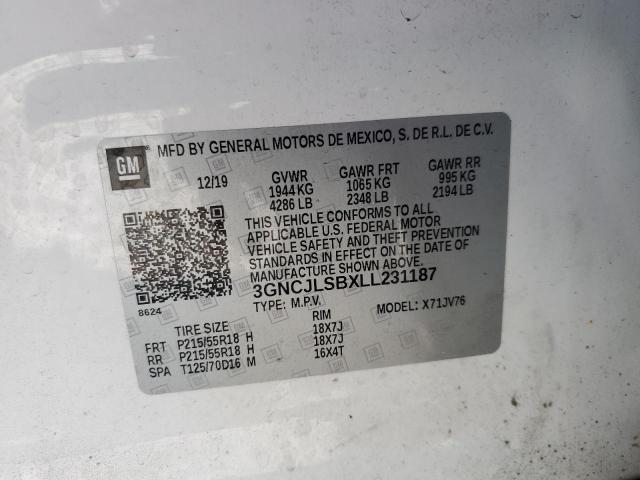 GM
MFD BY GENERAL MOTORS DE MEXICO, S. DE R.L. DE C.V.
12/19 GVWR GAWR FRT GAWR RR
1944 KG 1065 KG 995 KG
4286 LB 2348 LB 2194 LB
THIS VEHICLE CONFORMS TO ALL
APPLICABLE U.S. FEDERAL MOTOR
VEHICLE SAFETY AND THEFT PREVENTION
STANDARDS IN EFFECT ON THE DATE OF
MANUFACTURE SHOWN ABOVE.
8624
3GNCJLSBXLL231187
TYPE: M.P.V. MODEL: X71JV76
TIRE SIZE RIM
FRT P215/55R18 H 18X7J
RR P215/55R18 H 18X7J
SPA T125/70D16 M 16X4T